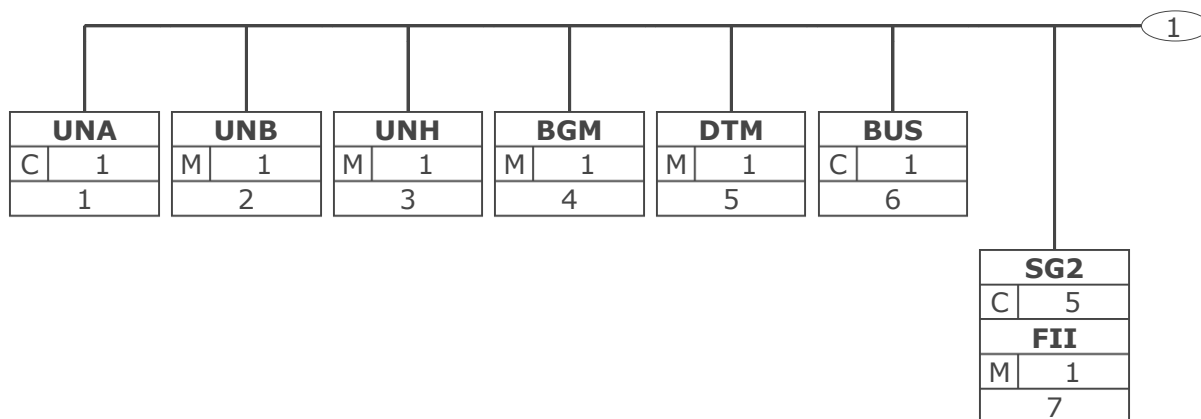 1
UNA UNB UNH BGM DTM BUS
C 1 M 1 M 1 M 1 M 1 C 1
1 2 3 4 5 6
SG2
C 5
FII
M 1
7